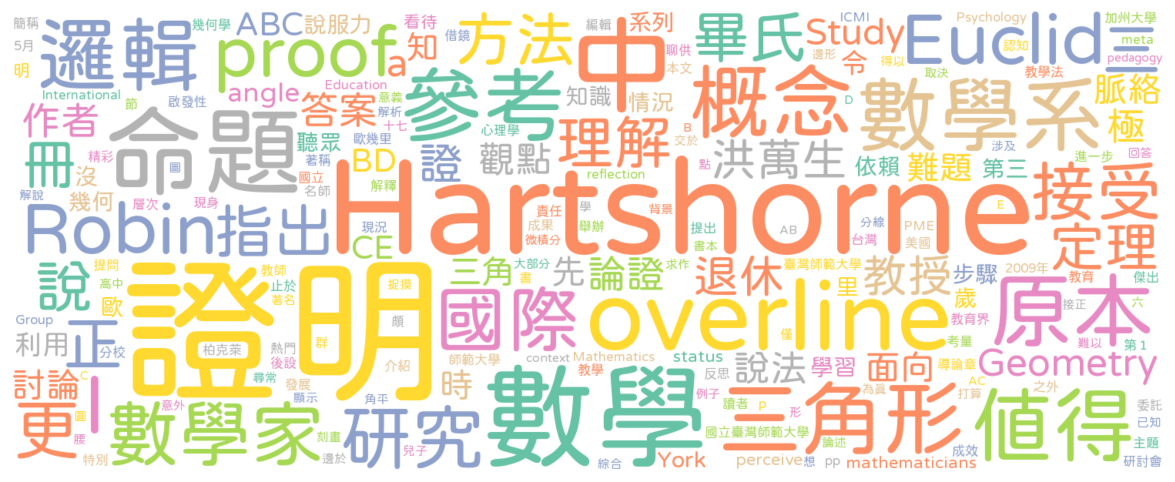 簡稱 幾何學 ABC 說服力 看待 系列 編輯 ICMI Psychology 加州大學
5月 邏輯 proof a 知 方法 中 聊供 畢氏 Study Euclid 二 meta
明 借鏡 本文 邊形 令 認知 得以 pedagogy
International 節 啟發性 angle Education 意義 知識 情況 概念 D 取決 教學法 脈絡
作者 答案 解析 十七 參考 數學系 極
冊 命題 聽眾 歐幾里 心理學 理解 B 交於 洪萬生 涉及 進一步 回答
精彩 著稱 BD 證 觀點 點 依賴 難題 第三
解說 沒 幾何 國立 名師 解釋 reflection Hartshorne E 接受
層次 現身 責任 學 背景 AB 分線 PME
Robin 指出 現況 CE 成果 舉辦 提出 台灣 美國 定理
微積分 書本
說 提問 教師 三角 大部分 求作 先 論證 退休 臺灣師範大學 教授 步驟 2009年 教育 傑出
歐 高中 止於 書 里 歲 接正 六
著名 捉摸 國際 overline 教育界 原本
Group 正 分校 證明 頗 群 僅 考量 難以 第1
利用 柏克萊 熱門 介紹 師範大學 context Mathematics status 說法 反思 導論章 Geometry
討論 後設 尋常 發展 教學 例子 學習 面向 AC 之外
C 打算
更 l 圓 意外 顯示 角平 數學 讀者 p 形 三角形 為真 值得 委託
腰 數學家 刻畫 兒子 研究 國立臺灣師範大學 已知
特別 邊於 綜合 York perceive pp 想 論述 成效 mathematicians 主題 研討會